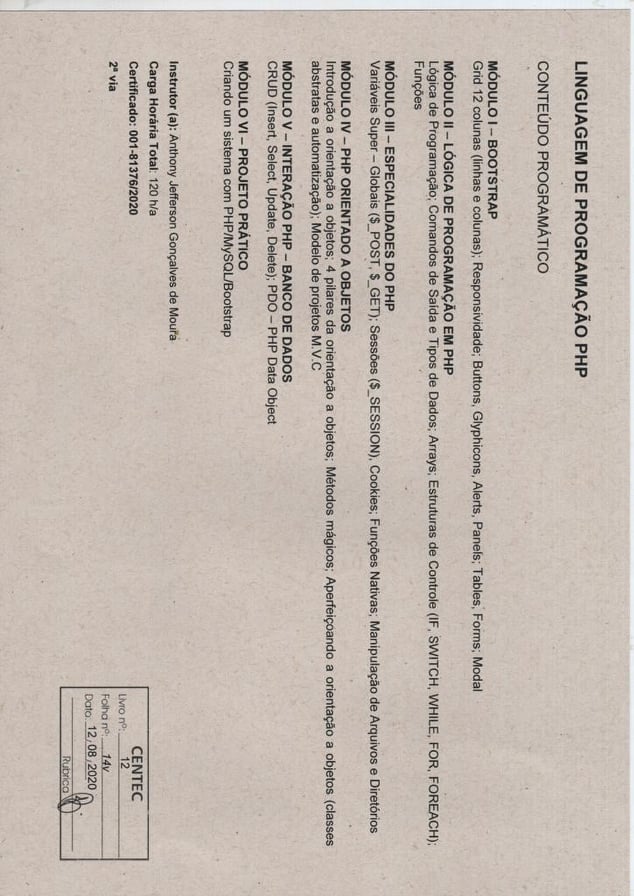 LINGUAGEM DE PROGRAMAÇÃO PHP
CONTEÚDO PROGRAMÁTICO
MÓDULO I – BOOTSTRAP
Grid 12 colunas (linhas e colunas); Responsividade; Buttons, Glyphicons, Alerts, Panels; Tables, Forms; Modal
MÓDULO II – LÓGICA DE PROGRAMAÇÃO EM PHP
Lógica de Programação; Comandos de Saída e Tipos de Dados; Arrays; Estruturas de Controle (IF, SWITCH, WHILE, FOR, FOREACH);
Funções
MÓDULO III – ESPECIALIDADES DO PHP
Variáveis Super – Globais ($_POST, $_GET); Sessões ($_SESSION), Cookies; Funções Nativas; Manipulação de Arquivos e Diretórios
MÓDULO IV – PHP ORIENTADO A OBJETOS
Introdução a orientação a objetos; 4 pilares da orientação a objetos; Métodos mágicos; Aperfeiçoando a orientação a objetos (classes
abstratas e automatização); Modelo de projetos M.V.C
MÓDULO V – INTERAÇÃO PHP – BANCO DE DADOS
CRUD (Insert, Select, Update, Delete); PDO – PHP Data Object
MÓDULO VI – PROJETO PRÁTICO
Criando um sistema com PHP/MySQL/Bootstrap
Instrutor (a): Anthony Jefferson Gonçalves de Moura
Carga Horária Total: 120 h/a
Certificado: 001-81376/2020
2ª via
CENTEC
Livro nº: 12
Folha nº: 14v
Data: 12/08/2020
Rubrica